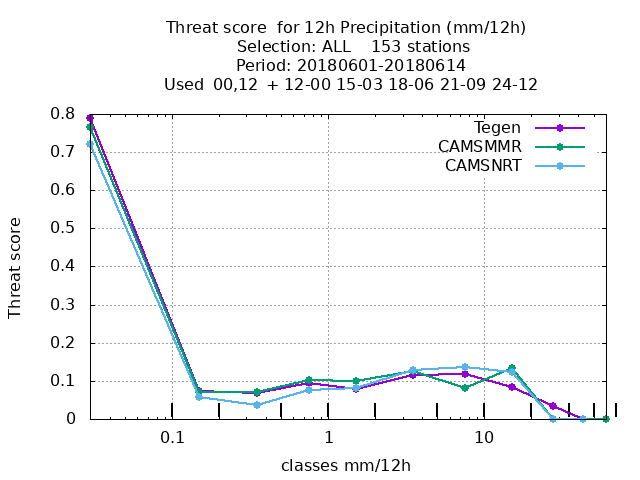 Threat score  for 12h Precipitation (mm/12h)
Selection: ALL    153 stations
Period: 20180601-20180614
Used  00,12  + 12-00 15-03 18-06 21-09 24-12
Tegen
CAMSMMR
CAMSNRT
0.8
0.7
0.6
0.5
0.4
0.3
0.2
0.1
0
Threat score
0.1
1
10
classes mm/12h